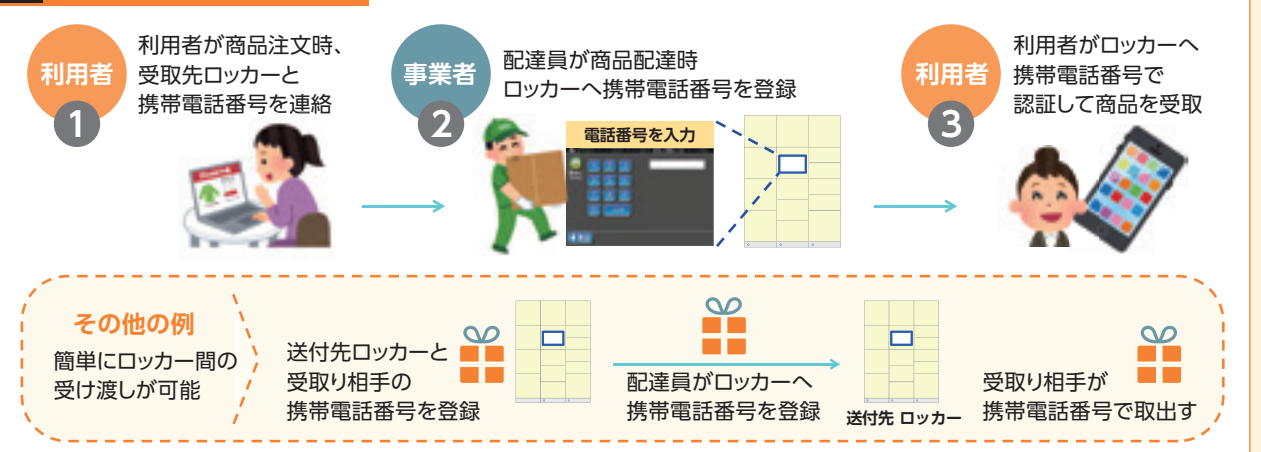 利用者
1
利用者が商品注文時、
受取先ロッカーと
携帯電話番号を連絡
事業者
2
配達員が商品配達時
ロッカーへ携帯電話番号を登録
電話番号を入力
利用者
3
利用者がロッカーへ
携帯電話番号で
認証して商品を受取
その他の例
簡単にロッカー間の
受け渡しが可能
送付先ロッカーと
受取り相手の
携帯電話番号を登録
配達員がロッカーへ
携帯電話番号を登録
送付先 ロッカー
受取り相手が
携帯電話番号で取出す